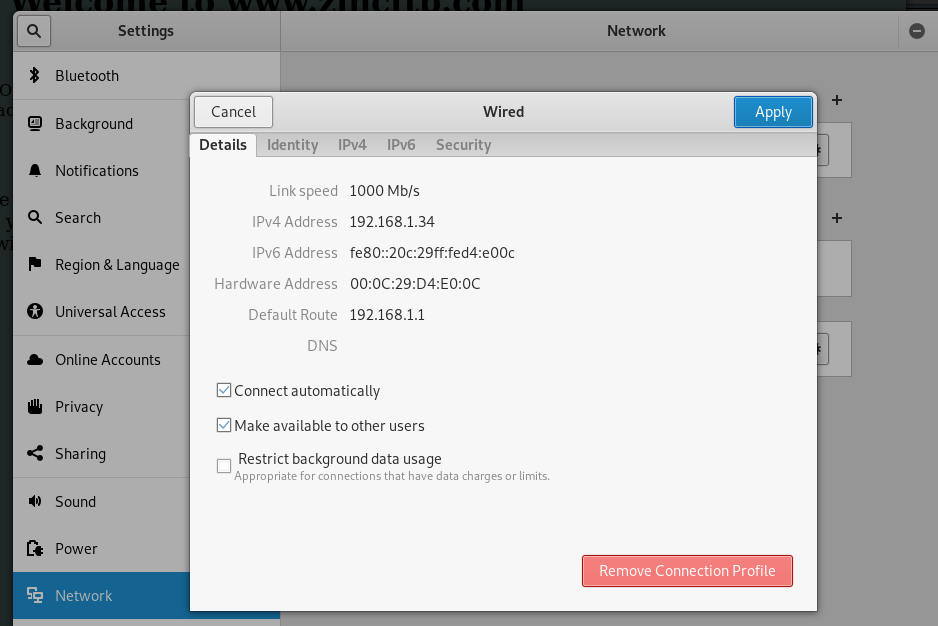 Welcome to www.zincftp.com
Settings
Network
Bluetooth
Background
Notifications
Search
Region & Language
Universal Access
Online Accounts
Privacy
Sharing
Sound
Power
Network
Cancel
Wired
Apply
Details Identity IPv4 IPv6 Security
Link speed 1000 Mb/s
IPv4 Address 192.168.1.34
IPv6 Address fe80::20c:29ff:fed4:e00c
Hardware Address 00:0C:29:D4:E0:0C
Default Route 192.168.1.1
DNS
Connect automatically
Make available to other users
Restrict background data usage
Appropriate for connections that have data charges or limits.
Remove Connection Profile